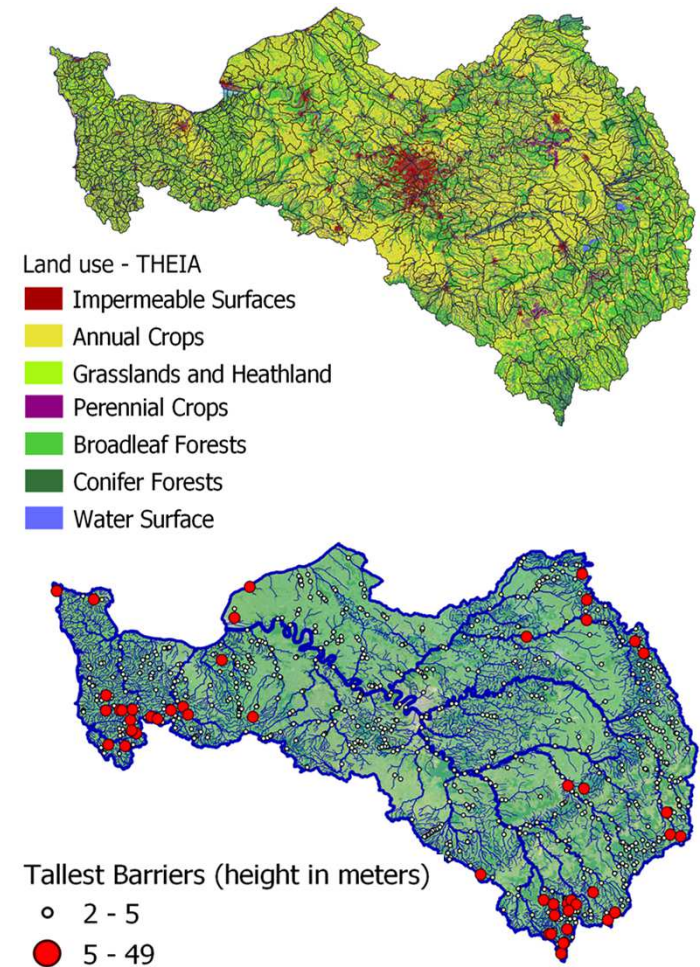 Land use - THEIA
Impermeable Surfaces
Annual Crops
Grasslands and Heathland
Perennial Crops
Broadleaf Forests
Conifer Forests
Water Surface
Tallest Barriers (height in meters)
2 - 5
5 - 49